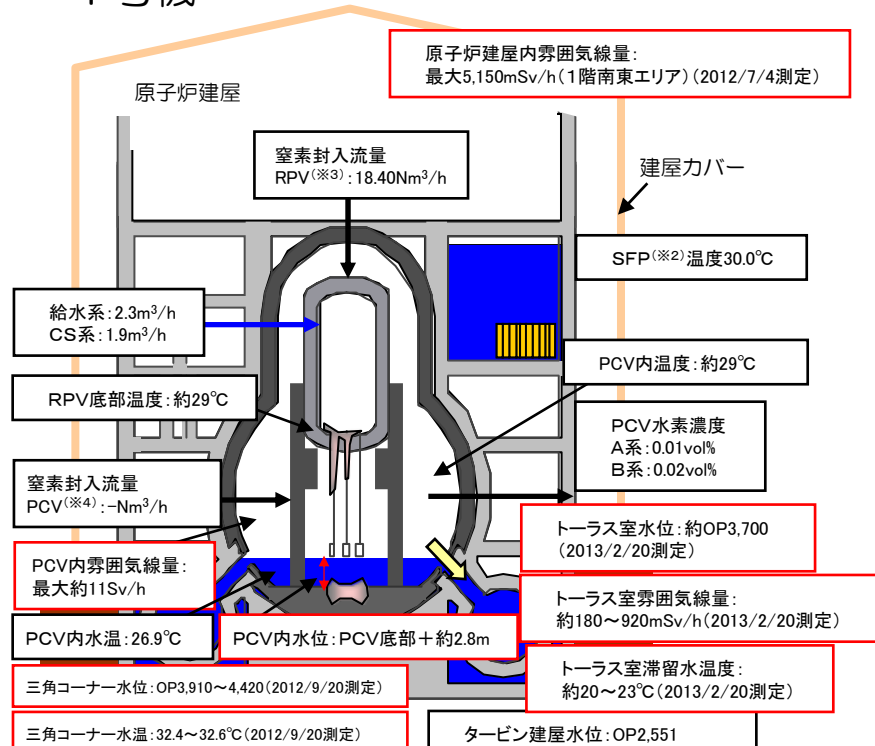 原子炉建屋内雰囲気線量:
最大5,150mSv/h(1階南東エリア)(2012/7/4測定)
原子炉建屋
窒素封入流量
RPV(※3):18.40Nm³/h
建屋カバー
SFP(※2)温度30.0℃
給水系:2.3m³/h
CS系:1.9m³/h
PCV内温度:約29℃
RPV底部温度:約29℃
PCV水素濃度
A系:0.01vol%
B系:0.02vol%
窒素封入流量
PCV(※4):-Nm³/h
トーラス室水位:約OP3,700
(2013/2/20測定)
PCV内雰囲気線量:
最大約11Sv/h
トーラス室雰囲気線量:
約180~920mSv/h(2013/2/20測定)
PCV内水温:26.9℃
PCV内水位:PCV底部+約2.8m
トーラス室滞留水温度:
約20~23℃(2013/2/20測定)
三角コーナー水位:OP3,910~4,420(2012/9/20測定)
三角コーナー水温:32.4~32.6℃(2012/9/20測定)
タービン建屋水位:OP2,551